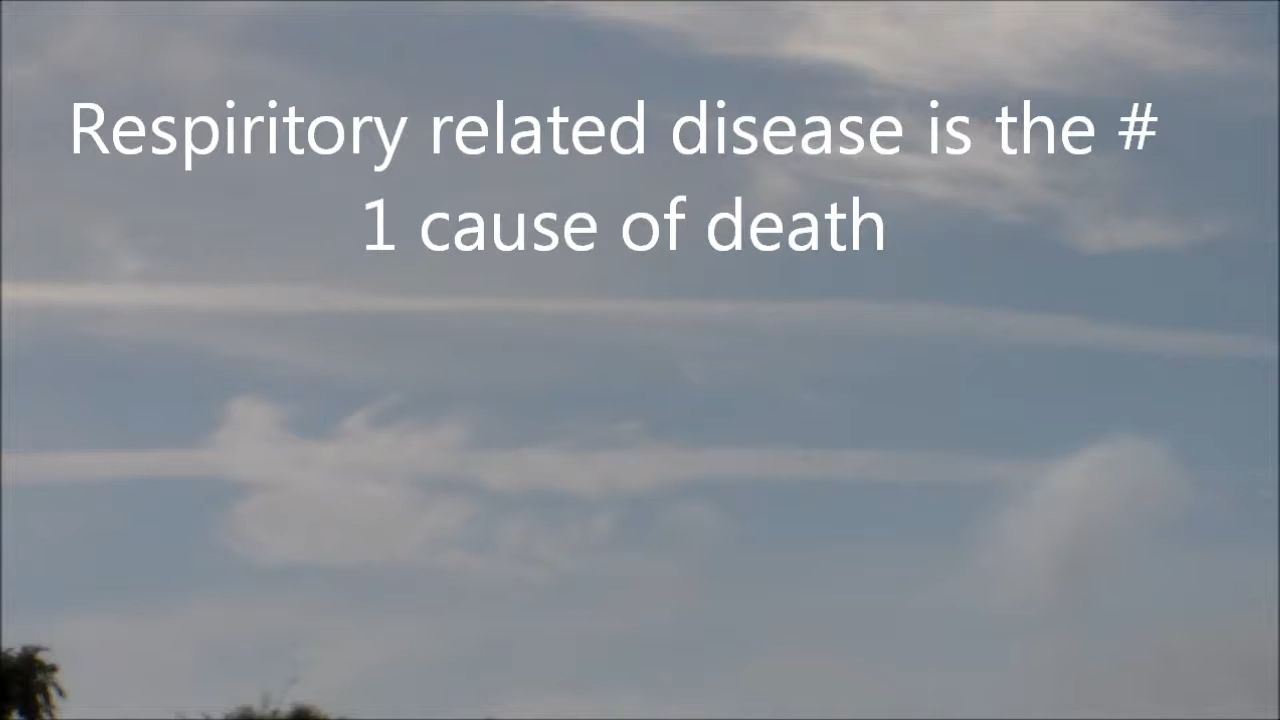 Respiritory related disease is the #
1 cause of death